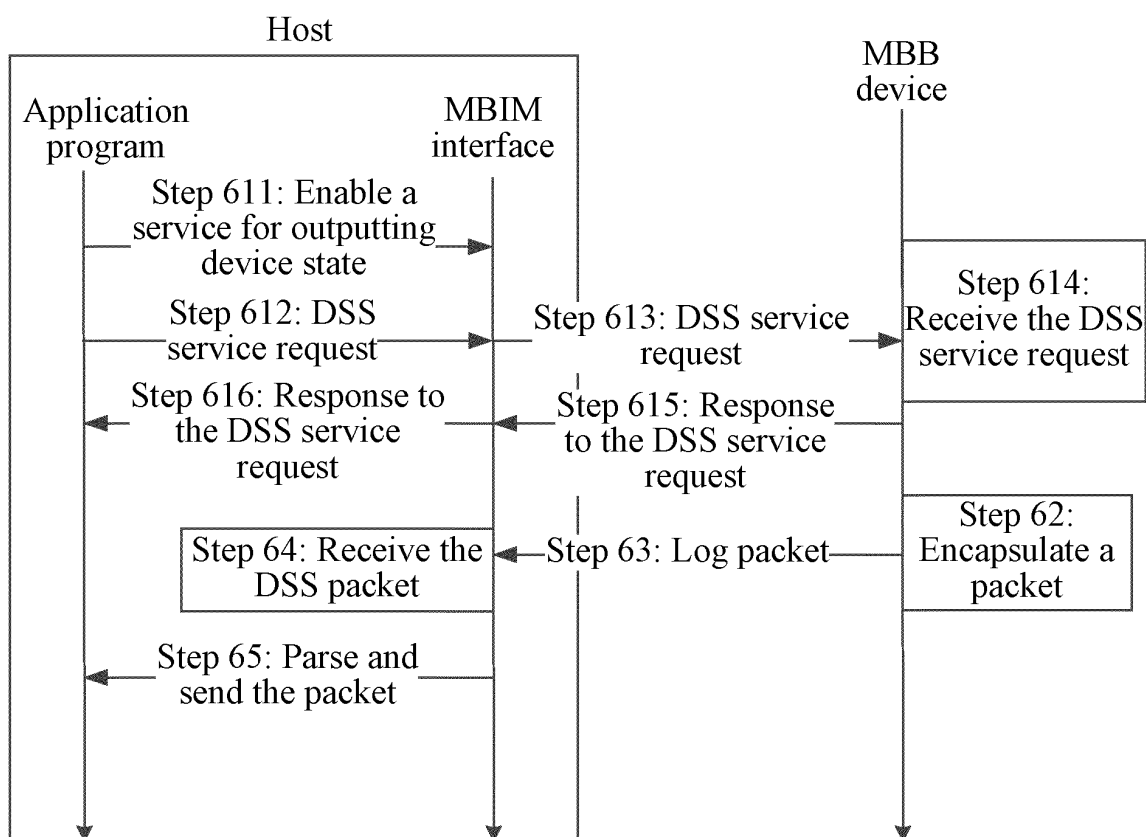 Host
MBB
device
Application
program
MBIM
interface
Step 611: Enable a
service for outputting
device state
Step 612: DSS
service request
Step 613: DSS service
request
Step 614:
Receive the DSS
service request
Step 616: Response to
the DSS service
request
Step 615: Response
to the DSS service
request
Step 62:
Encapsulate a
packet
Step 63: Log packet
Step 64: Receive the
DSS packet
Step 65: Parse and
send the packet